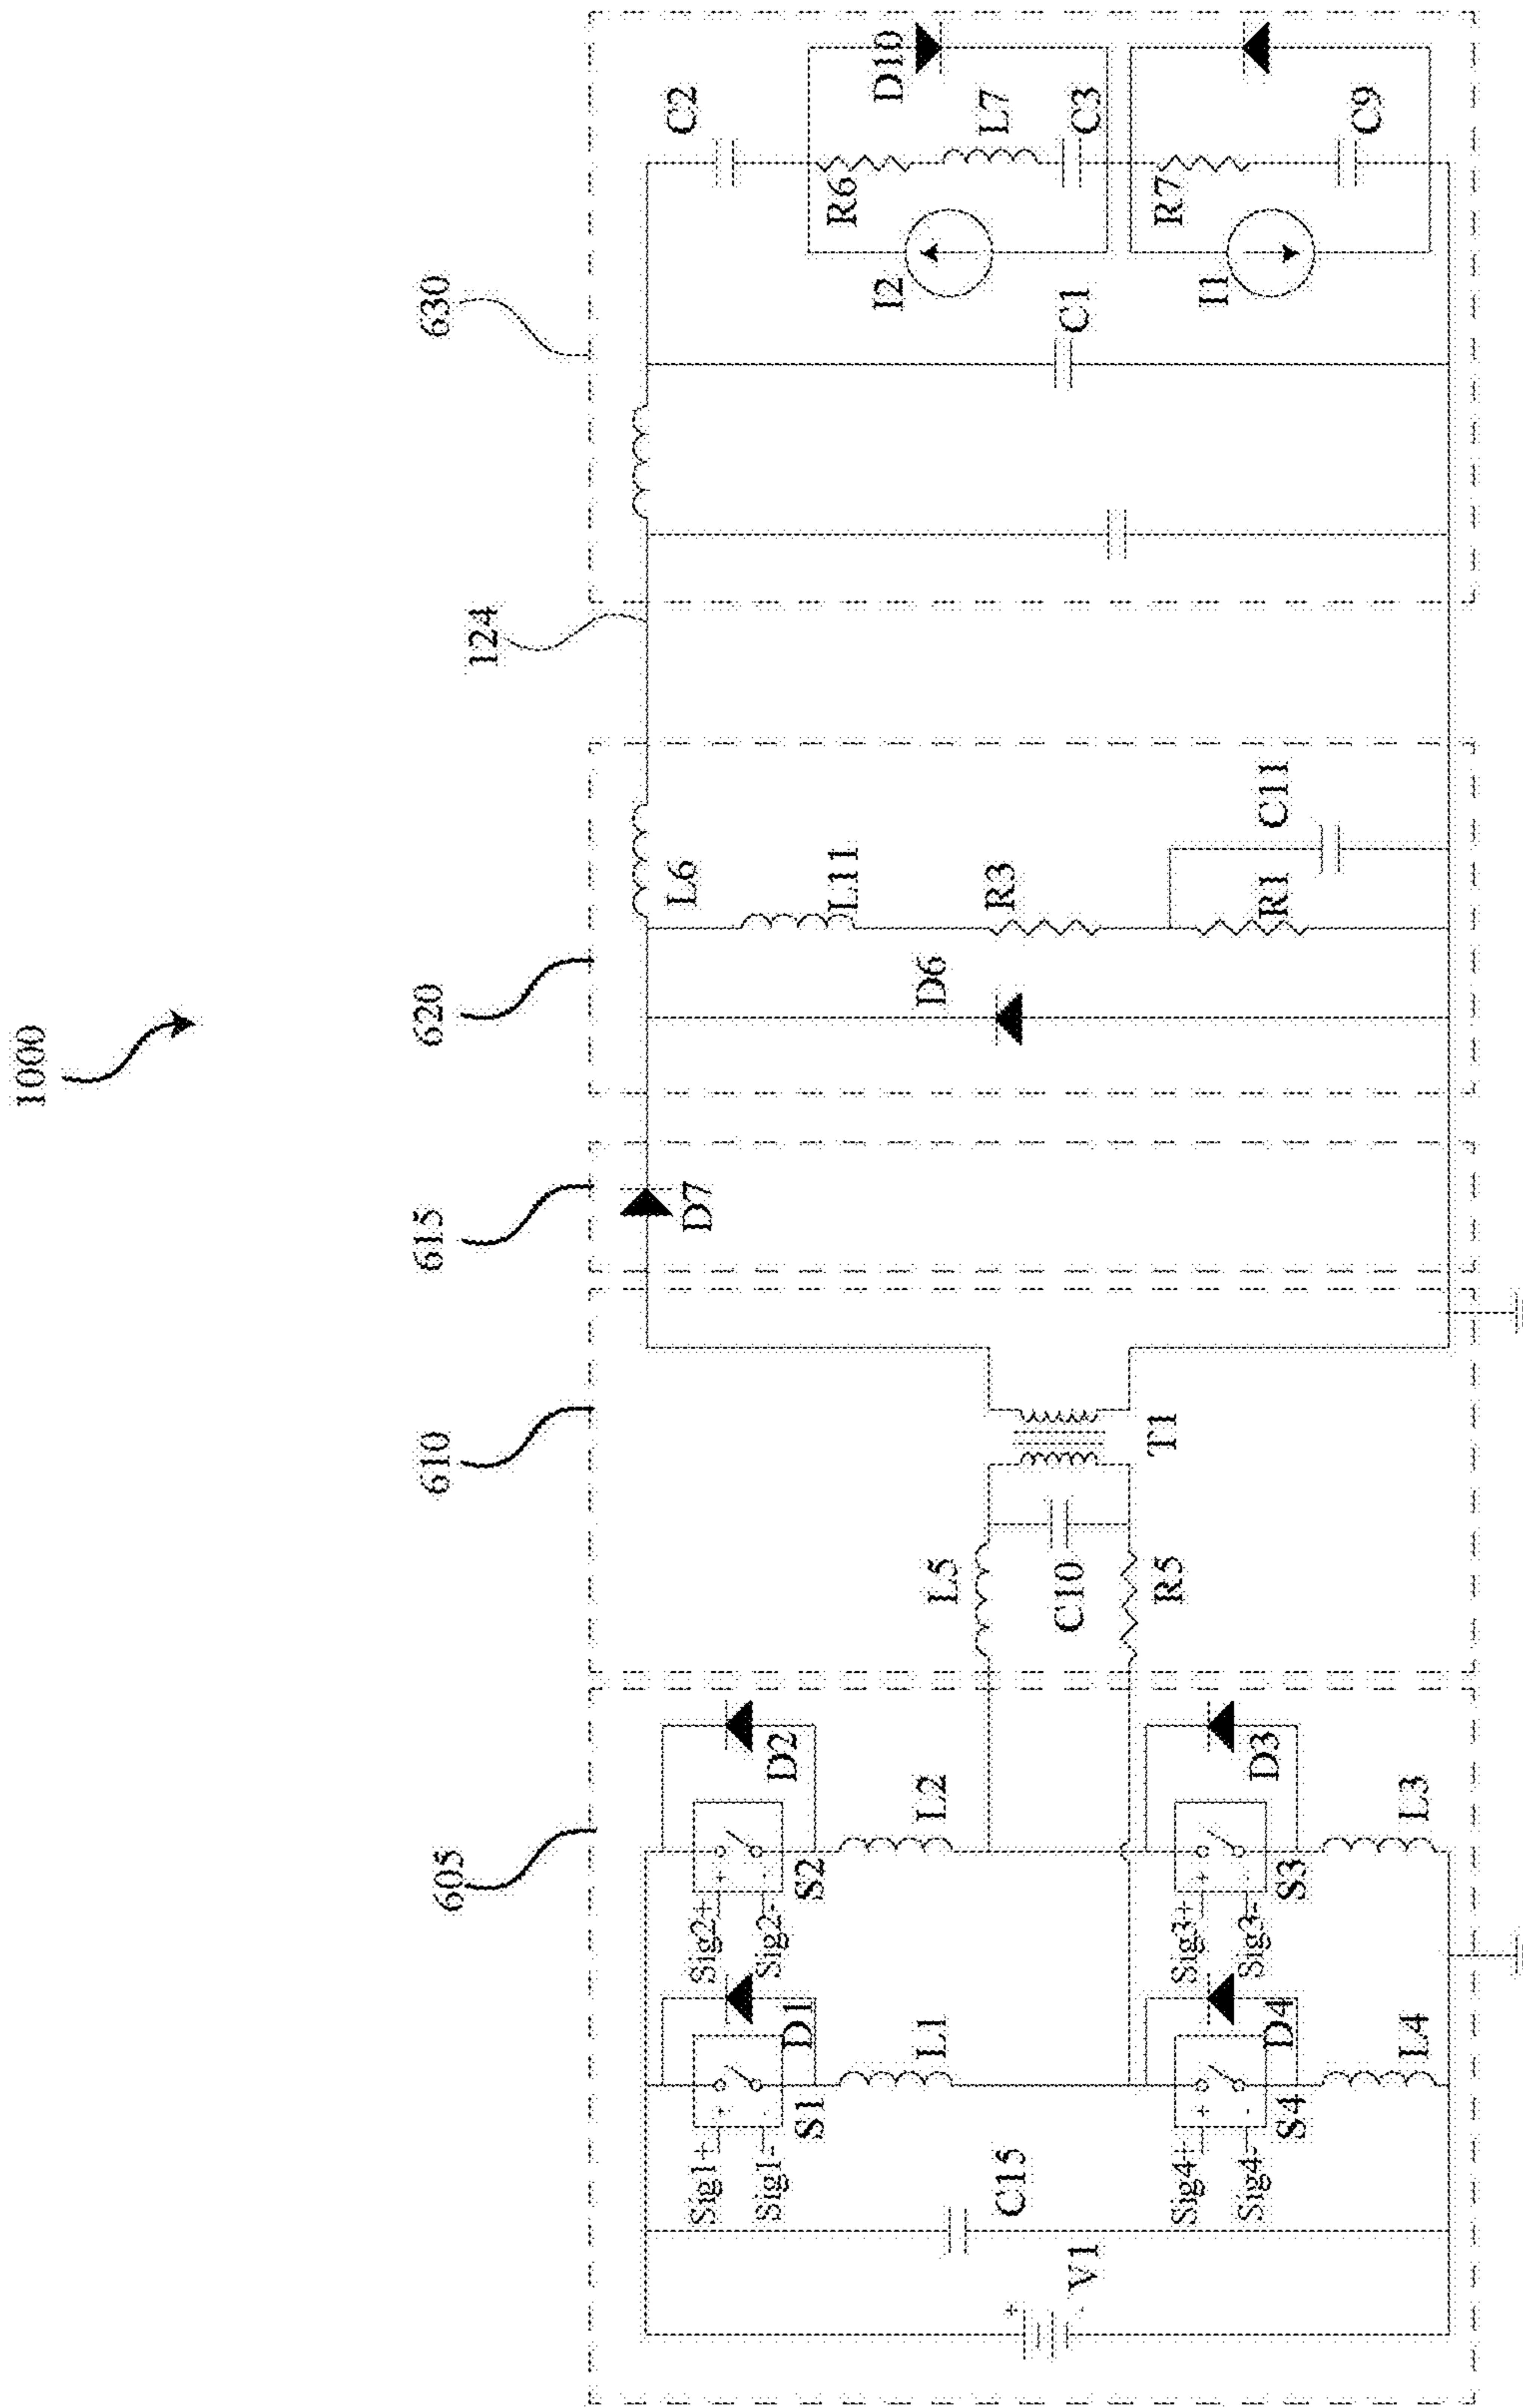 1000
605
610
615
620
124
630
V1
C15
Sig1+
Sig1-
+
-
S1
D1
L1
Sig2+
Sig2-
+
-
S2
D2
L2
Sig4+
Sig4-
+
-
S4
D4
L4
Sig3+
Sig3-
+
-
S3
D3
L3
+
-
L5
C10
R5
T1
D7
D6
L6
L11
R3
R1
C11
C1
C2
I2
R6
D10
L7
C3
I1
R7
C9